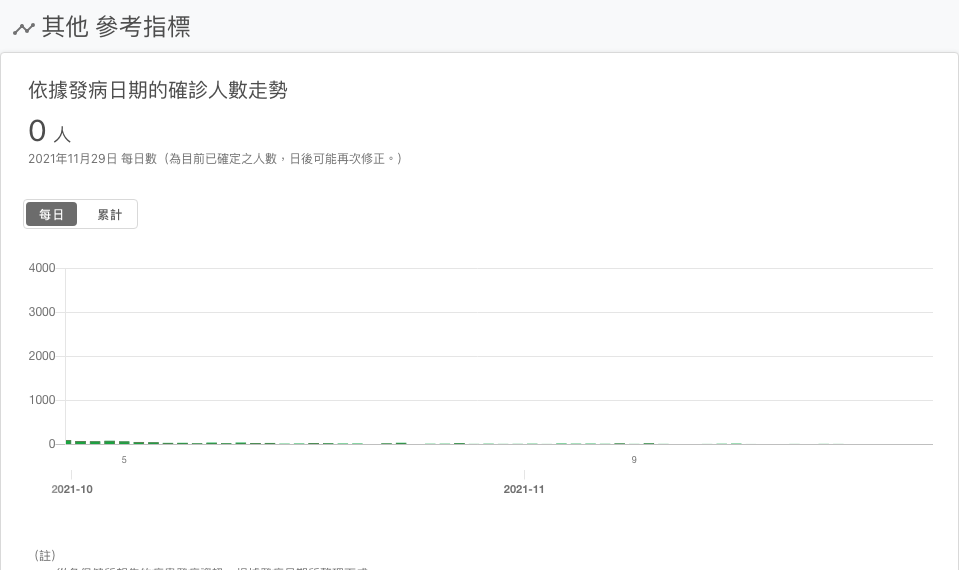 其他 參考指標
依據發病日期的確診人數走勢
0 人
2021年11月29日 每日數（為目前已確定之人數，日後可能再次修正。）
每日 累計
4000
3000
2000
1000
0
5 9
2021-10 2021-11
（註）